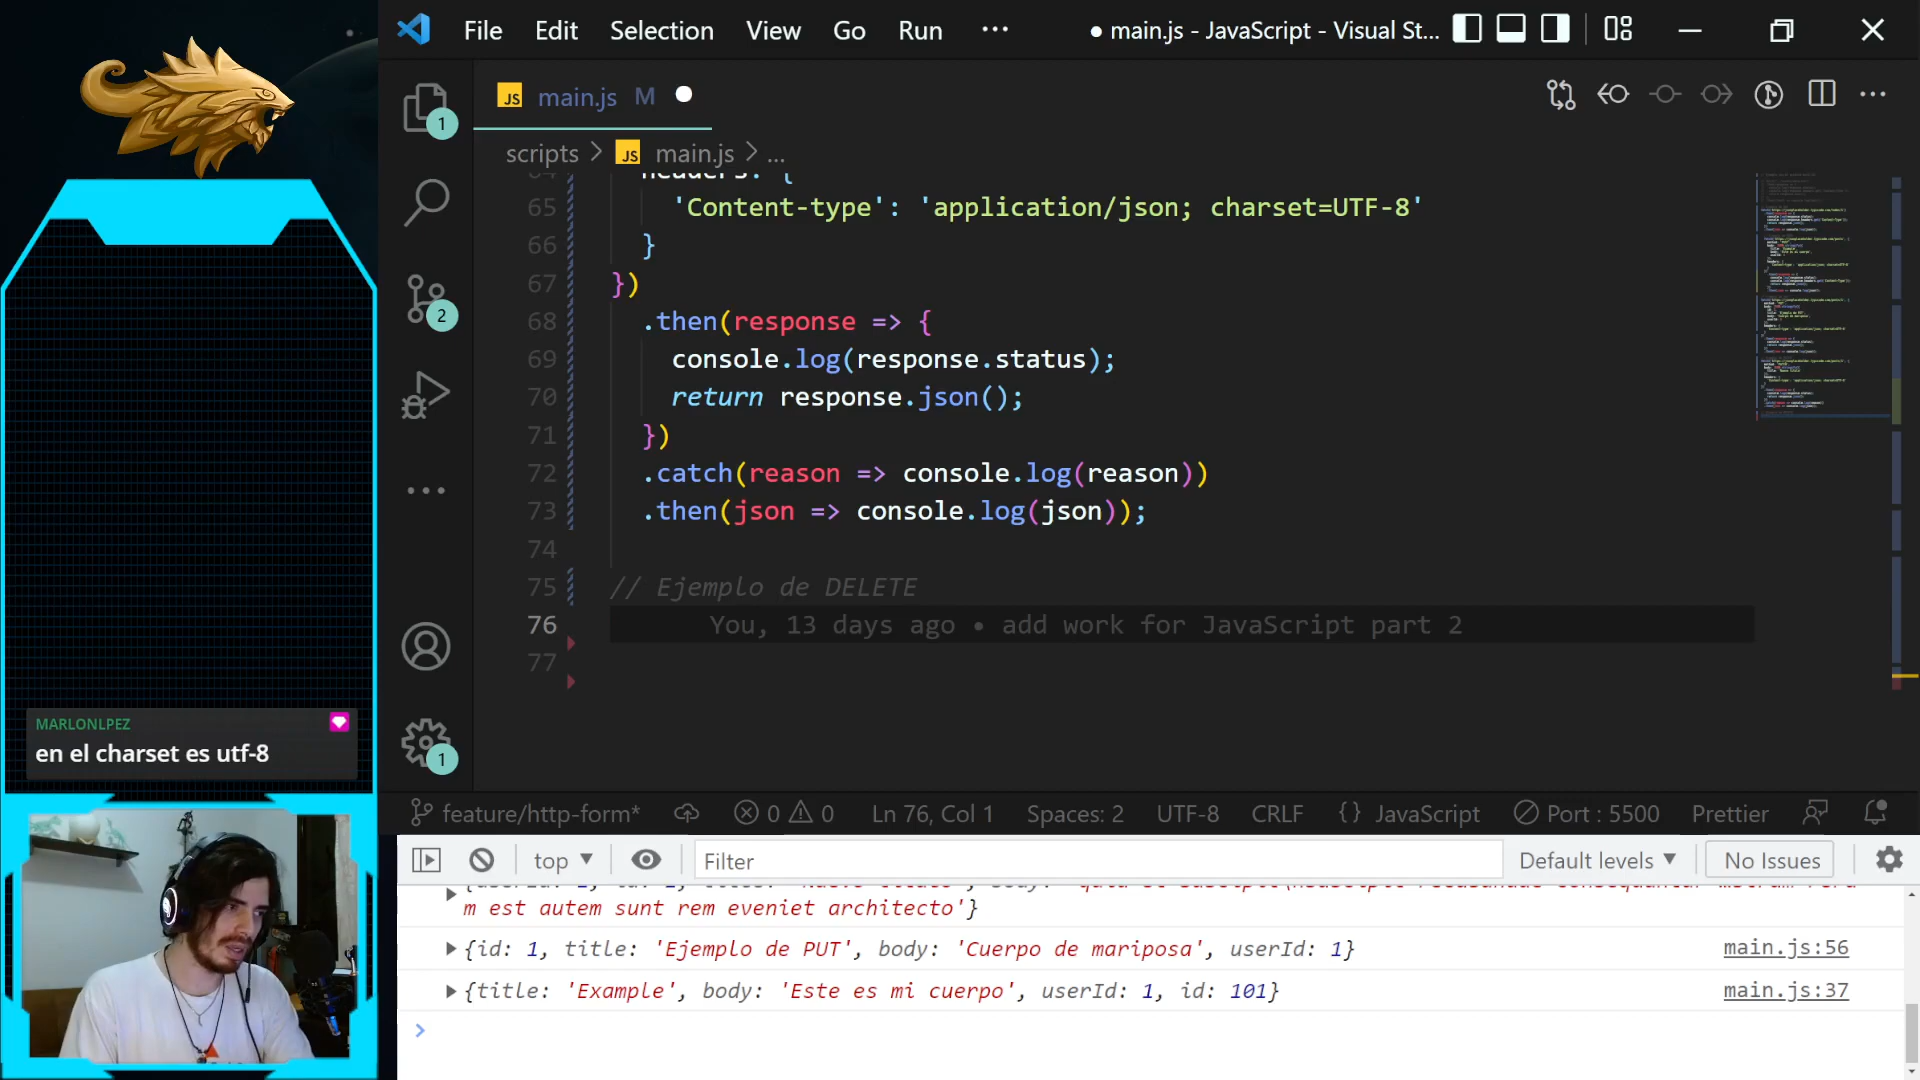 File Edit Selection View Go Run ···
● main.js - JavaScript - Visual St...
JS main.js M
scripts > JS main.js > ...
64 headers: {
65 'Content-type': 'application/json; charset=UTF-8'
66 }
67 })
68 .then(response => {
69 console.log(response.status);
70 return response.json();
71 })
72 .catch(reason => console.log(reason))
73 .then(json => console.log(json));
74
75 // Ejemplo de DELETE
76 You, 13 days ago • add work for JavaScript part 2
77
1
2
1
MARLONLPEZ
en el charset es utf-8
feature/http-form* 0 0 Ln 76, Col 1 Spaces: 2 UTF-8 CRLF {} JavaScript Port : 5500 Prettier
top ▼ Filter Default levels ▼ No Issues
m est autem sunt rem eveniet architecto'}
{id: 1, title: 'Ejemplo de PUT', body: 'Cuerpo de mariposa', userId: 1} main.js:56
{title: 'Example', body: 'Este es mi cuerpo', userId: 1, id: 101} main.js:37
>